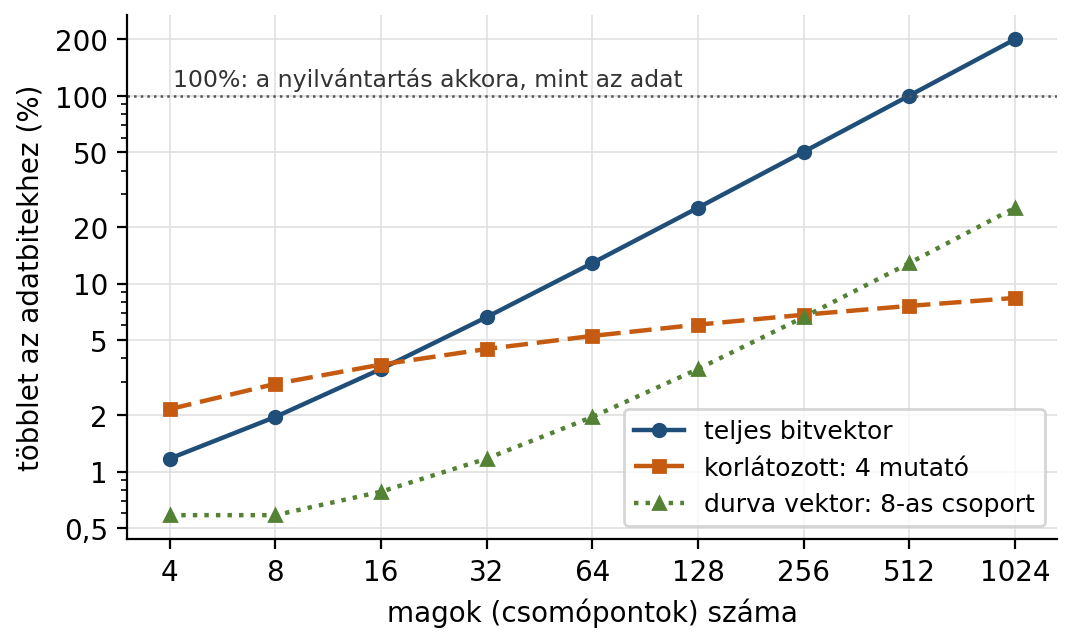 többlet az adatbitekhez (%)
200
100
50
20
10
5
2
1
0,5
100%: a nyilvántartás akkora, mint az adat
teljes bitvektor
korlátozott: 4 mutató
durva vektor: 8-as csoport
4 8 16 32 64 128 256 512 1024
magok (csomópontok) száma